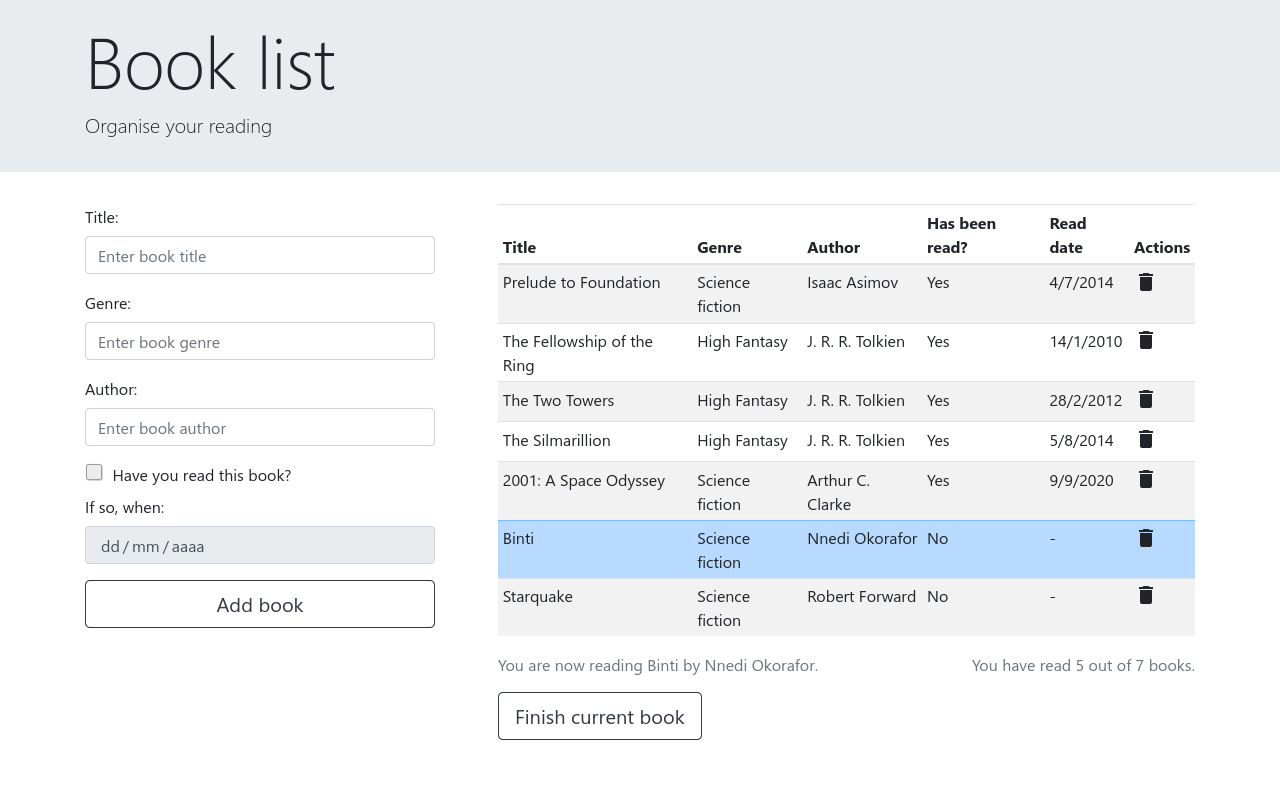 Book list
Organise your reading
Title:
Enter book title
Genre:
Enter book genre
Author:
Enter book author
Have you read this book?
If so, when:
dd / mm / aaaa
Add book
Title Genre Author Has been read? Read date Actions
Prelude to Foundation Science fiction Isaac Asimov Yes 4/7/2014
The Fellowship of the Ring High Fantasy J. R. R. Tolkien Yes 14/1/2010
The Two Towers High Fantasy J. R. R. Tolkien Yes 28/2/2012
The Silmarillion High Fantasy J. R. R. Tolkien Yes 5/8/2014
2001: A Space Odyssey Science fiction Arthur C. Clarke Yes 9/9/2020
Binti Science fiction Nnedi Okorafor No -
Starquake Science fiction Robert Forward No -
You are now reading Binti by Nnedi Okorafor. You have read 5 out of 7 books.
Finish current book